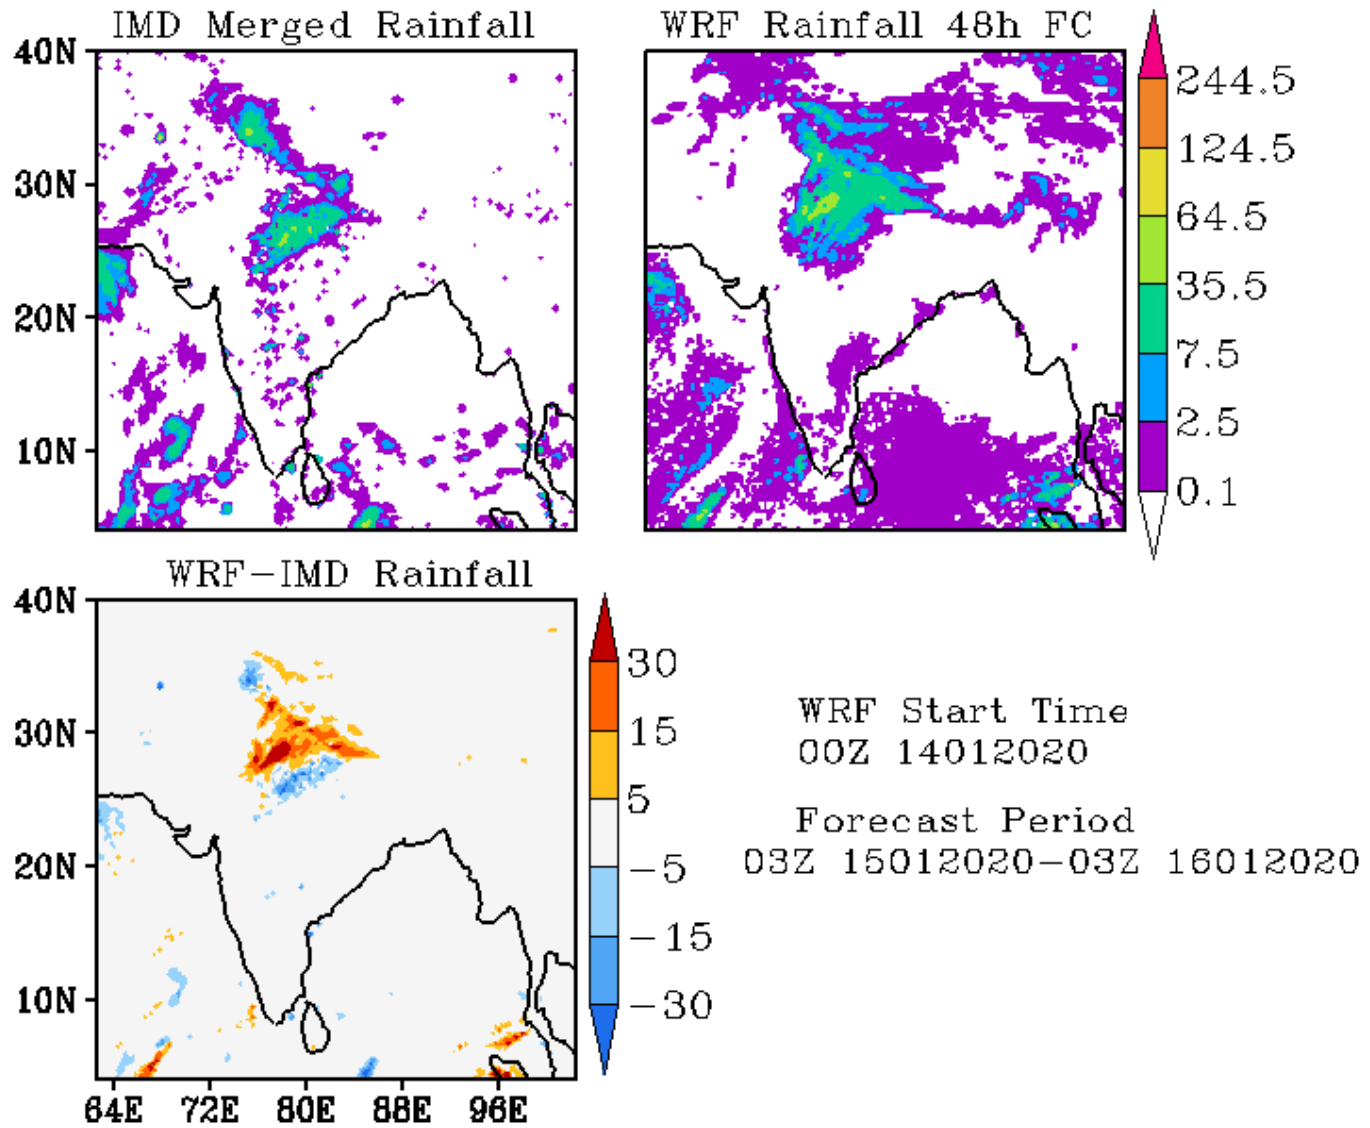 IMD Merged Rainfall
WRF Rainfall 48h FC
40N
30N
20N
10N
244.5
124.5
64.5
35.5
7.5
2.5
0.1
WRF-IMD Rainfall
40N
30N
20N
10N
64E 72E 80E 88E 96E
30
15
5
-5
-15
-30
WRF Start Time
00Z 14012020
Forecast Period
03Z 15012020-03Z 16012020